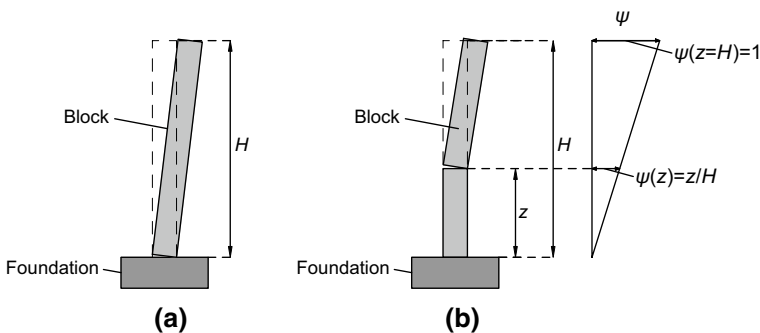 ψ
ψ(z=H)=1
Block
H
Block
H
ψ(z)=z/H
z
Foundation
Foundation
(a)
(b)